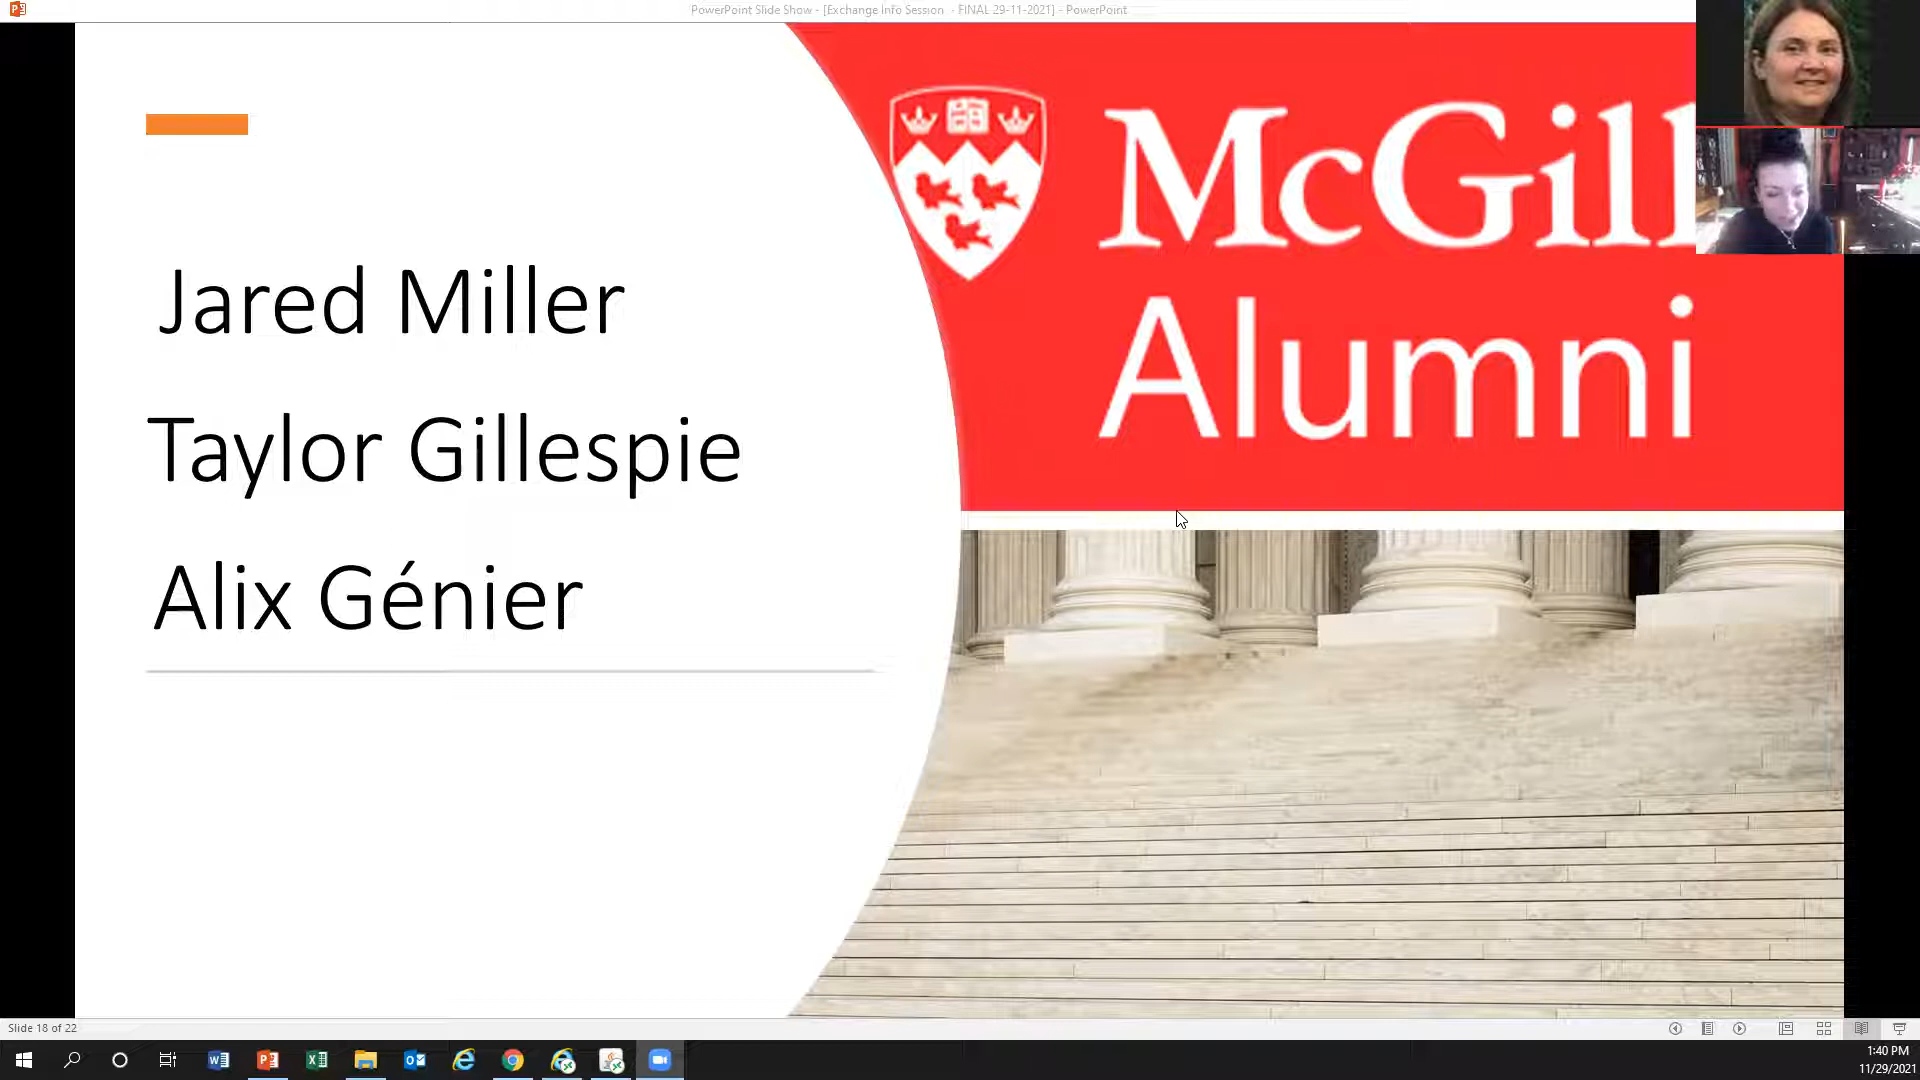 PowerPoint Slide Show - [Exchange Info Session - FINAL 29-11-2021] - PowerPoint
McGill
Alumni
Jared Miller
Taylor Gillespie
Alix Génier
Slide 18 of 22
1:40 PM
11/29/2021